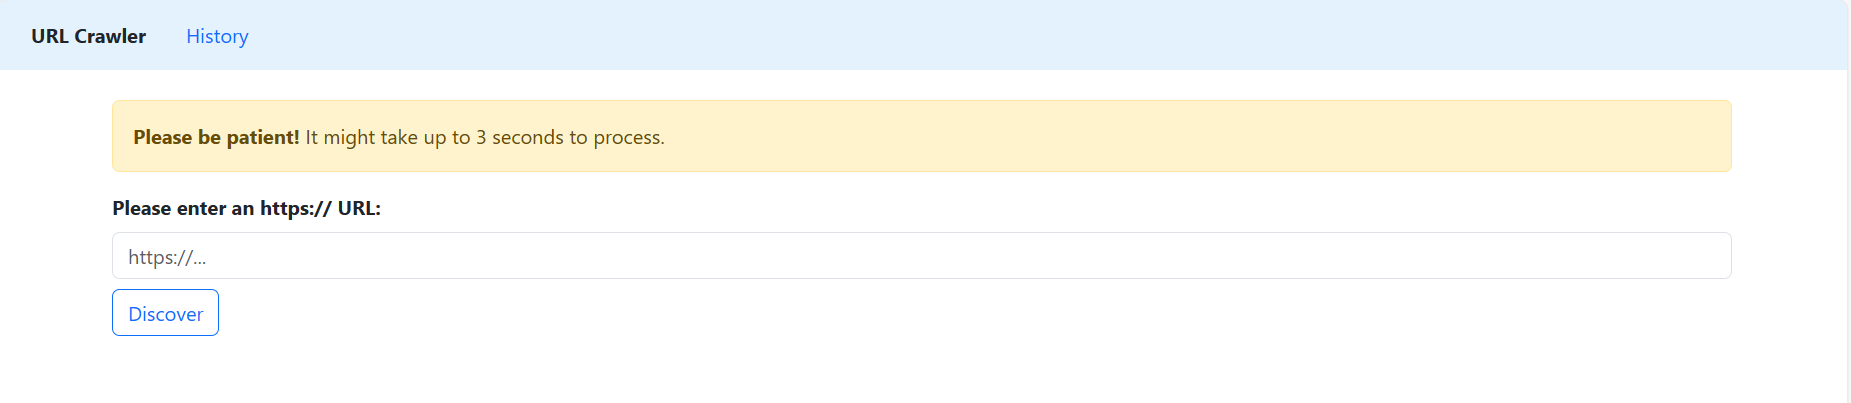 URL Crawler History
Please be patient! It might take up to 3 seconds to process.
Please enter an https:// URL:
https://...
Discover